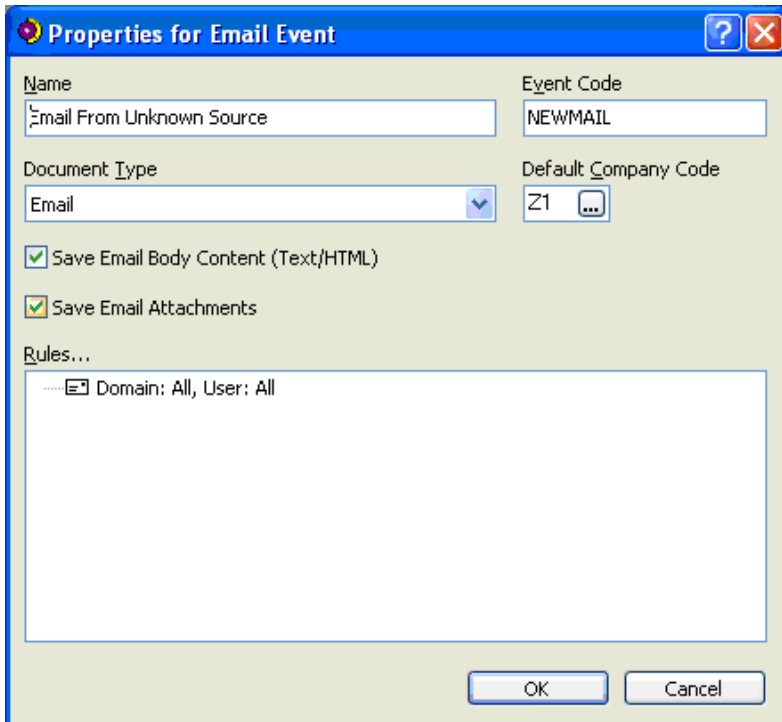 Properties for Email Event
Name
Event Code
Email From Unknown Source
NEWMAIL
Document Type
Default Company Code
Email
Z1
...
Save Email Body Content (Text/HTML)
Save Email Attachments
Rules...
Domain: All, User: All
OK
Cancel